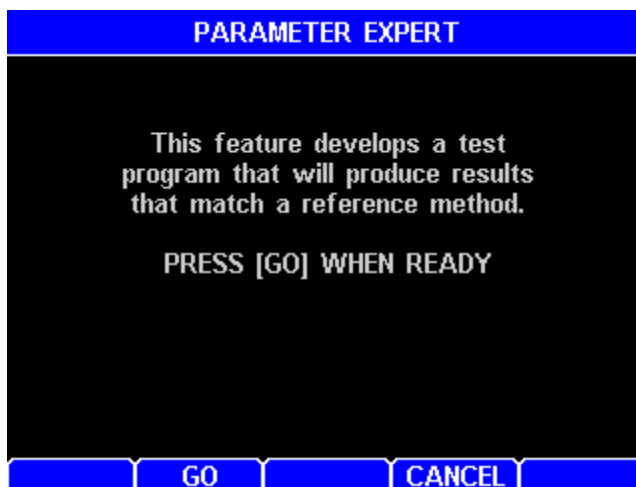 PARAMETER EXPERT
This feature develops a test
program that will produce results
that match a reference method.
PRESS [GO] WHEN READY
GO
CANCEL